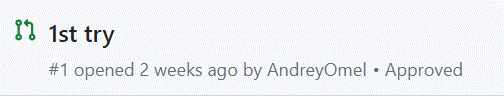 1st try
#1 opened 2 weeks ago by AndreyOmel • Approved